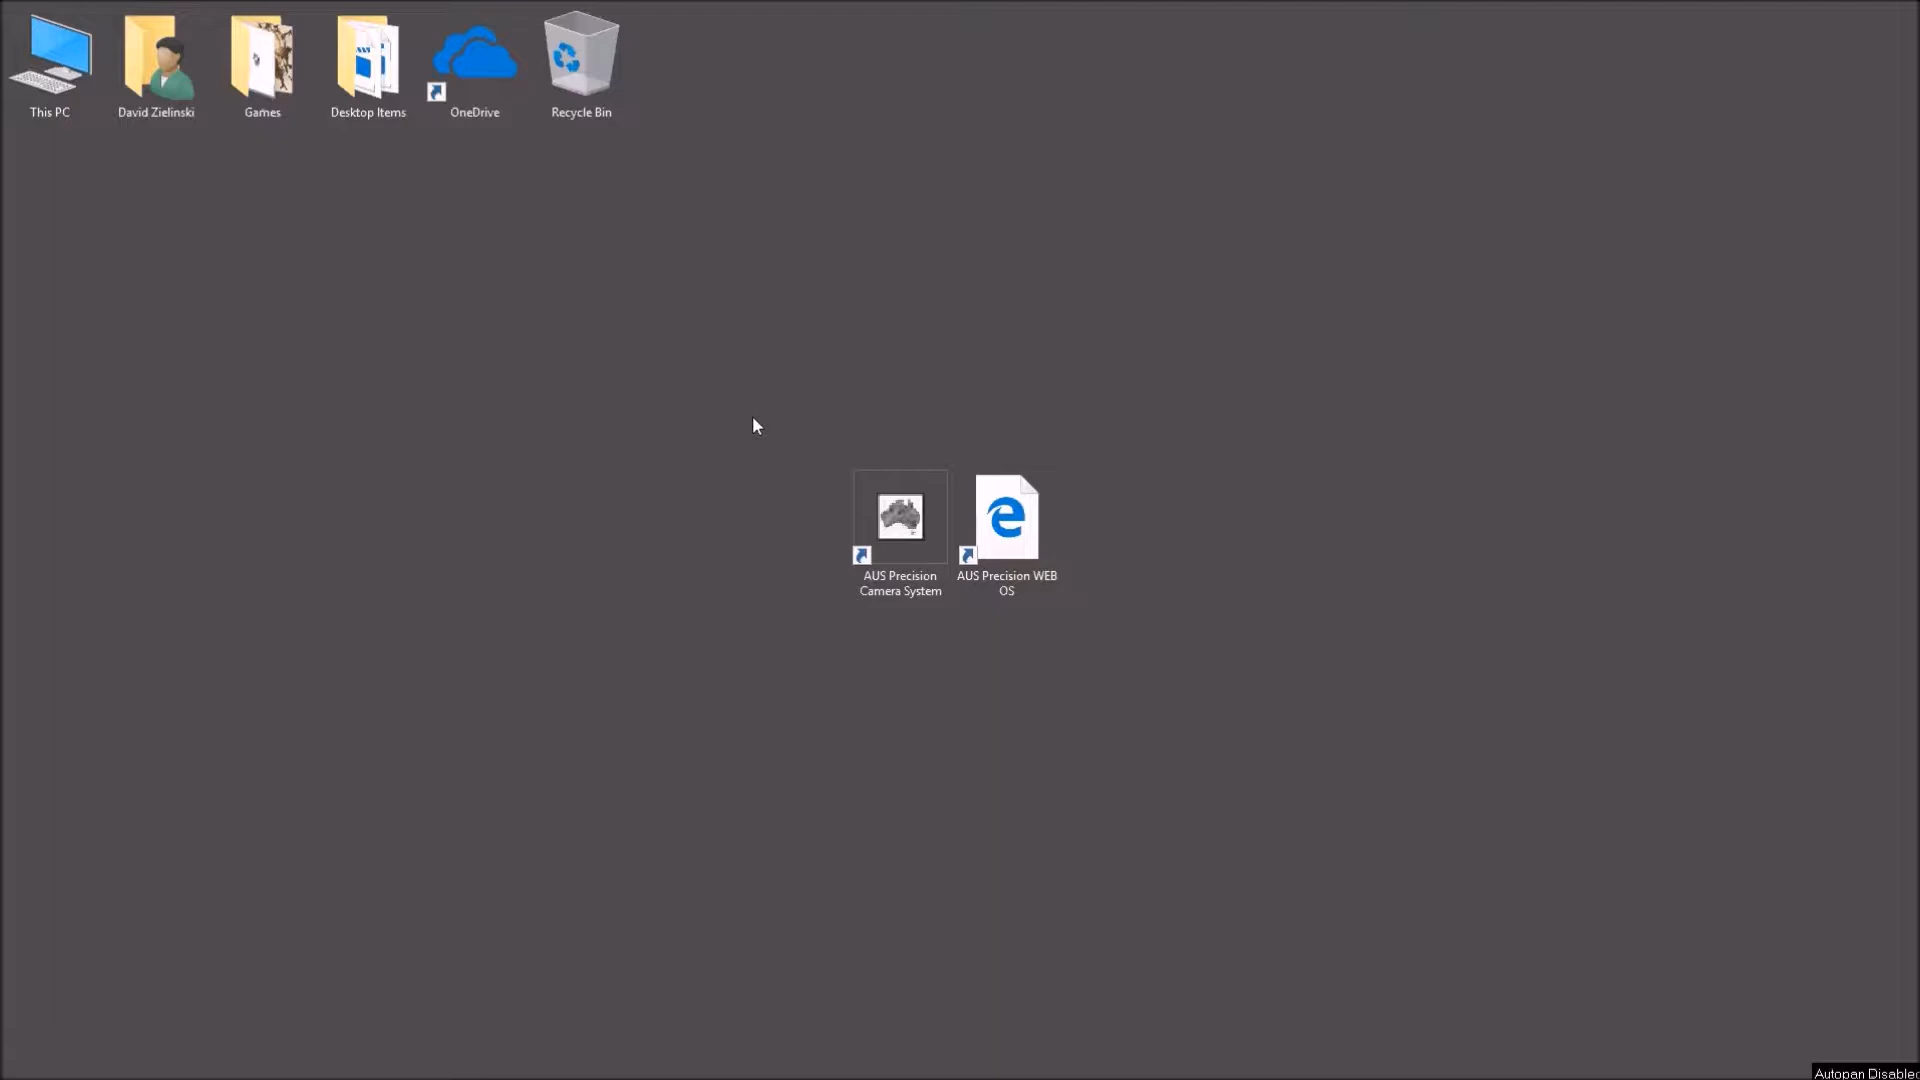 This PC
David Zielinski
Games
Desktop Items
OneDrive
Recycle Bin
AUS Precision
Camera System
AUS Precision WEB
OS
Autopan Disabled